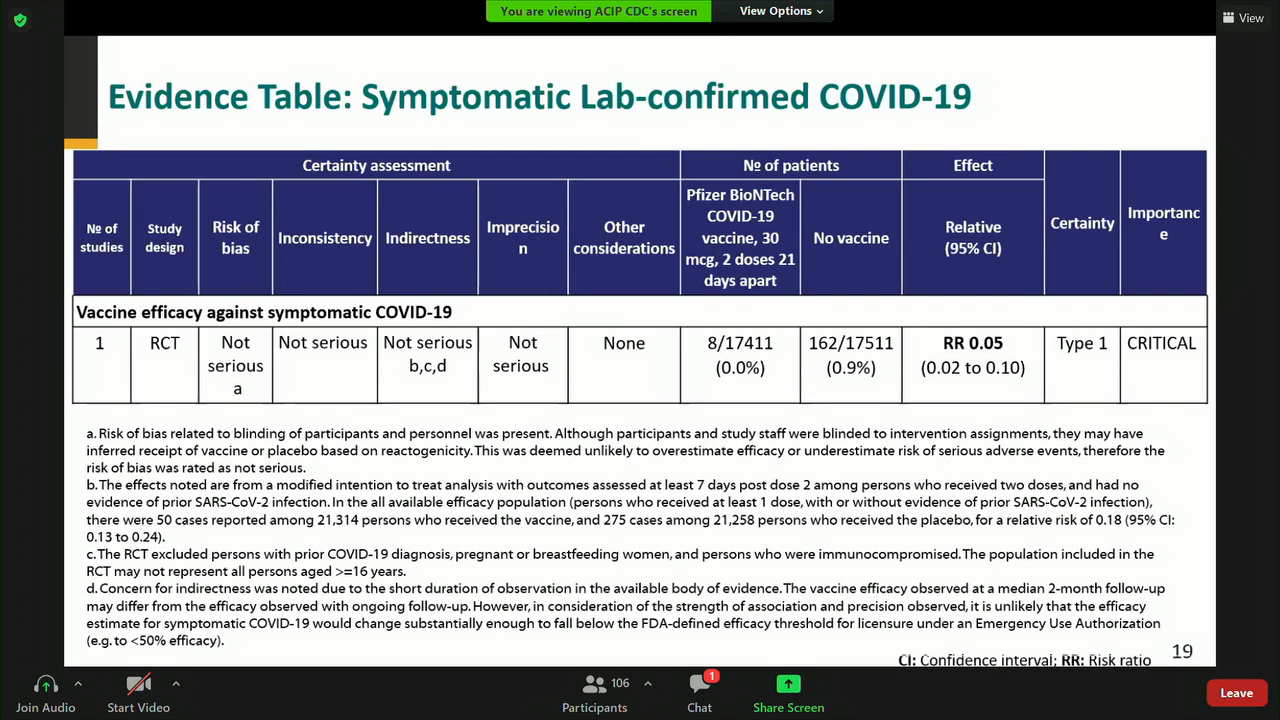 You are viewing ACIP CDC's screen
View Options
View
Evidence Table: Symptomatic Lab-confirmed COVID-19
Certainty assessment
№ of patients
Effect
Certainty
Importanc
e
№ of
studies
Study
design
Risk of
bias
Inconsistency
Indirectness
Imprecisio
n
Other
considerations
Pfizer BioNTech
COVID-19
vaccine, 30
mcg, 2 doses 21
days apart
No vaccine
Relative
(95% CI)
Vaccine efficacy against symptomatic COVID-19
1
RCT
Not
serious
a
Not serious
Not serious
b,c,d
Not
serious
None
8/17411
(0.0%)
162/17511
(0.9%)
RR 0.05
(0.02 to 0.10)
Type 1
CRITICAL
a. Risk of bias related to blinding of participants and personnel was present. Although participants and study staff were blinded to intervention assignments, they may have
inferred receipt of vaccine or placebo based on reactogenicity. This was deemed unlikely to overestimate efficacy or underestimate risk of serious adverse events, therefore the
risk of bias was rated as not serious.
b. The effects noted are from a modified intention to treat analysis with outcomes assessed at least 7 days post dose 2 among persons who received two doses, and had no
evidence of prior SARS-CoV-2 infection. In the all available efficacy population (persons who received at least 1 dose, with or without evidence of prior SARS-CoV-2 infection),
there were 50 cases reported among 21,314 persons who received the vaccine, and 275 cases among 21,258 persons who received the placebo, for a relative risk of 0.18 (95% CI:
0.13 to 0.24).
c. The RCT excluded persons with prior COVID-19 diagnosis, pregnant or breastfeeding women, and persons who were immunocompromised. The population included in the
RCT may not represent all persons aged >=16 years.
d. Concern for indirectness was noted due to the short duration of observation in the available body of evidence. The vaccine efficacy observed at a median 2-month follow-up
may differ from the efficacy observed with ongoing follow-up. However, in consideration of the strength of association and precision observed, it is unlikely that the efficacy
estimate for symptomatic COVID-19 would change substantially enough to fall below the FDA-defined efficacy threshold for licensure under an Emergency Use Authorization
(e.g. to <50% efficacy).
CI: Confidence interval; RR: Risk ratio
19
Join Audio
Start Video
106
Participants
1
Chat
Share Screen
Leave